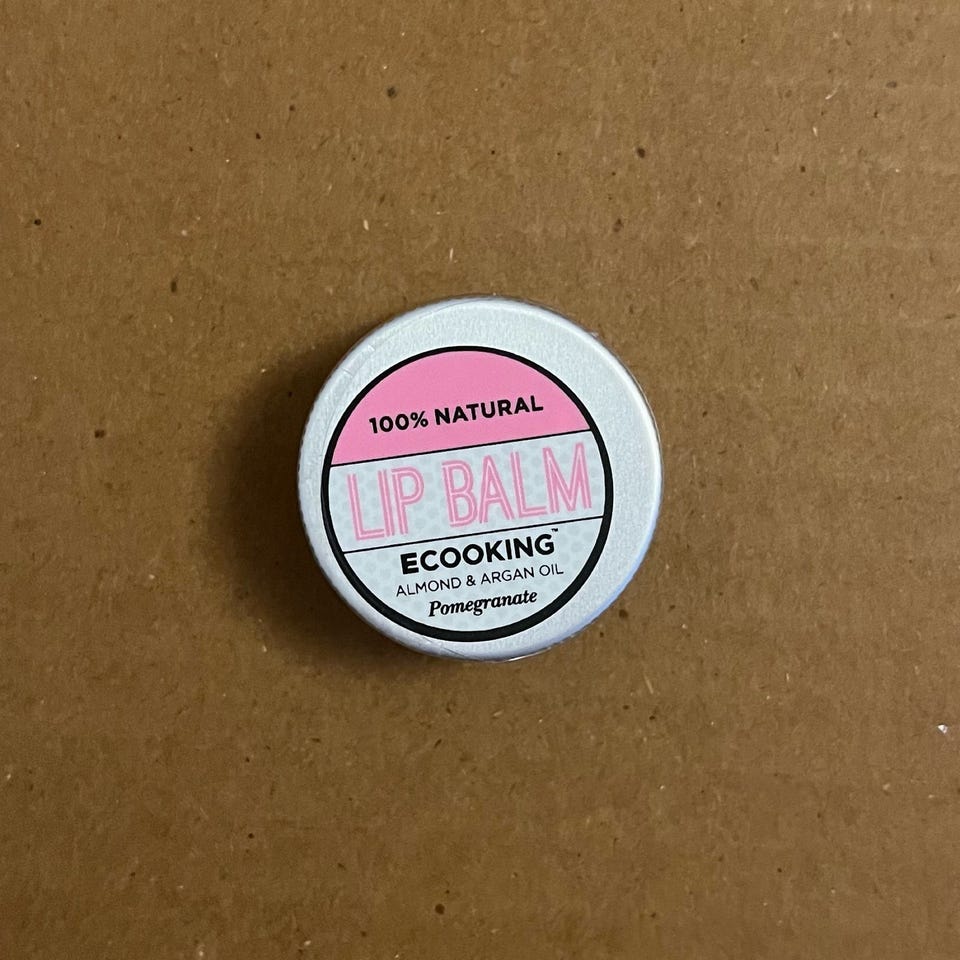 100% NATURAL
LIP BALM
ECOOKING™
ALMOND & ARGAN OIL
Pomegranate